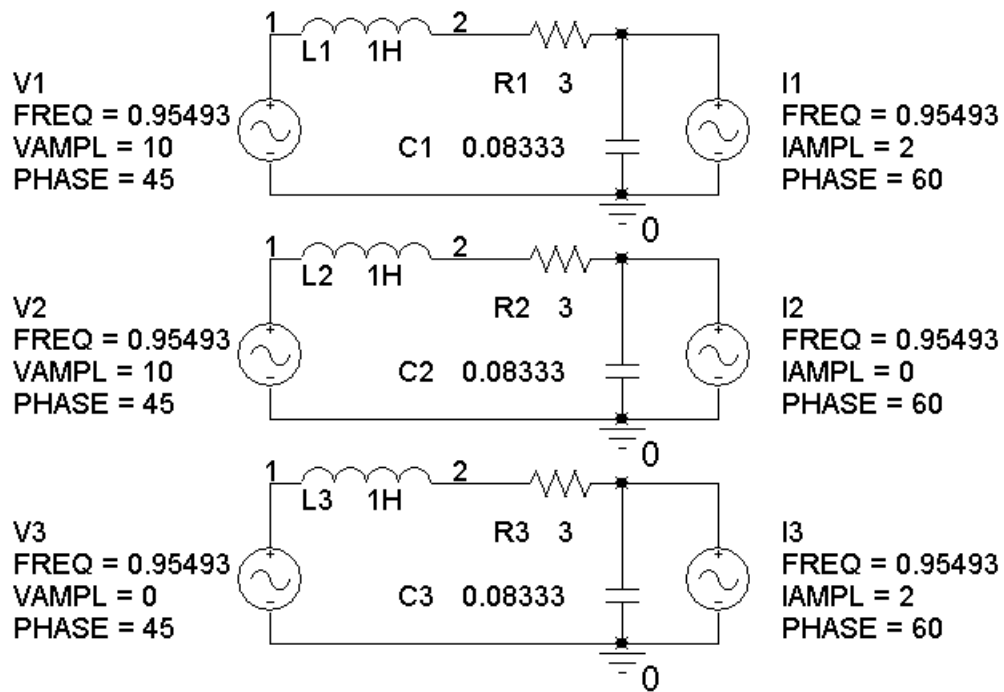 1 2
L1 1H
V1 R1 3 I1
FREQ = 0.95493 FREQ = 0.95493
VAMPL = 10 C1 0.08333 IAMPL = 2
PHASE = 45 PHASE = 60
0
1 2
L2 1H
V2 R2 3 I2
FREQ = 0.95493 FREQ = 0.95493
VAMPL = 10 C2 0.08333 IAMPL = 0
PHASE = 45 PHASE = 60
0
1 2
L3 1H
V3 R3 3 I3
FREQ = 0.95493 FREQ = 0.95493
VAMPL = 0 C3 0.08333 IAMPL = 2
PHASE = 45 PHASE = 60
0